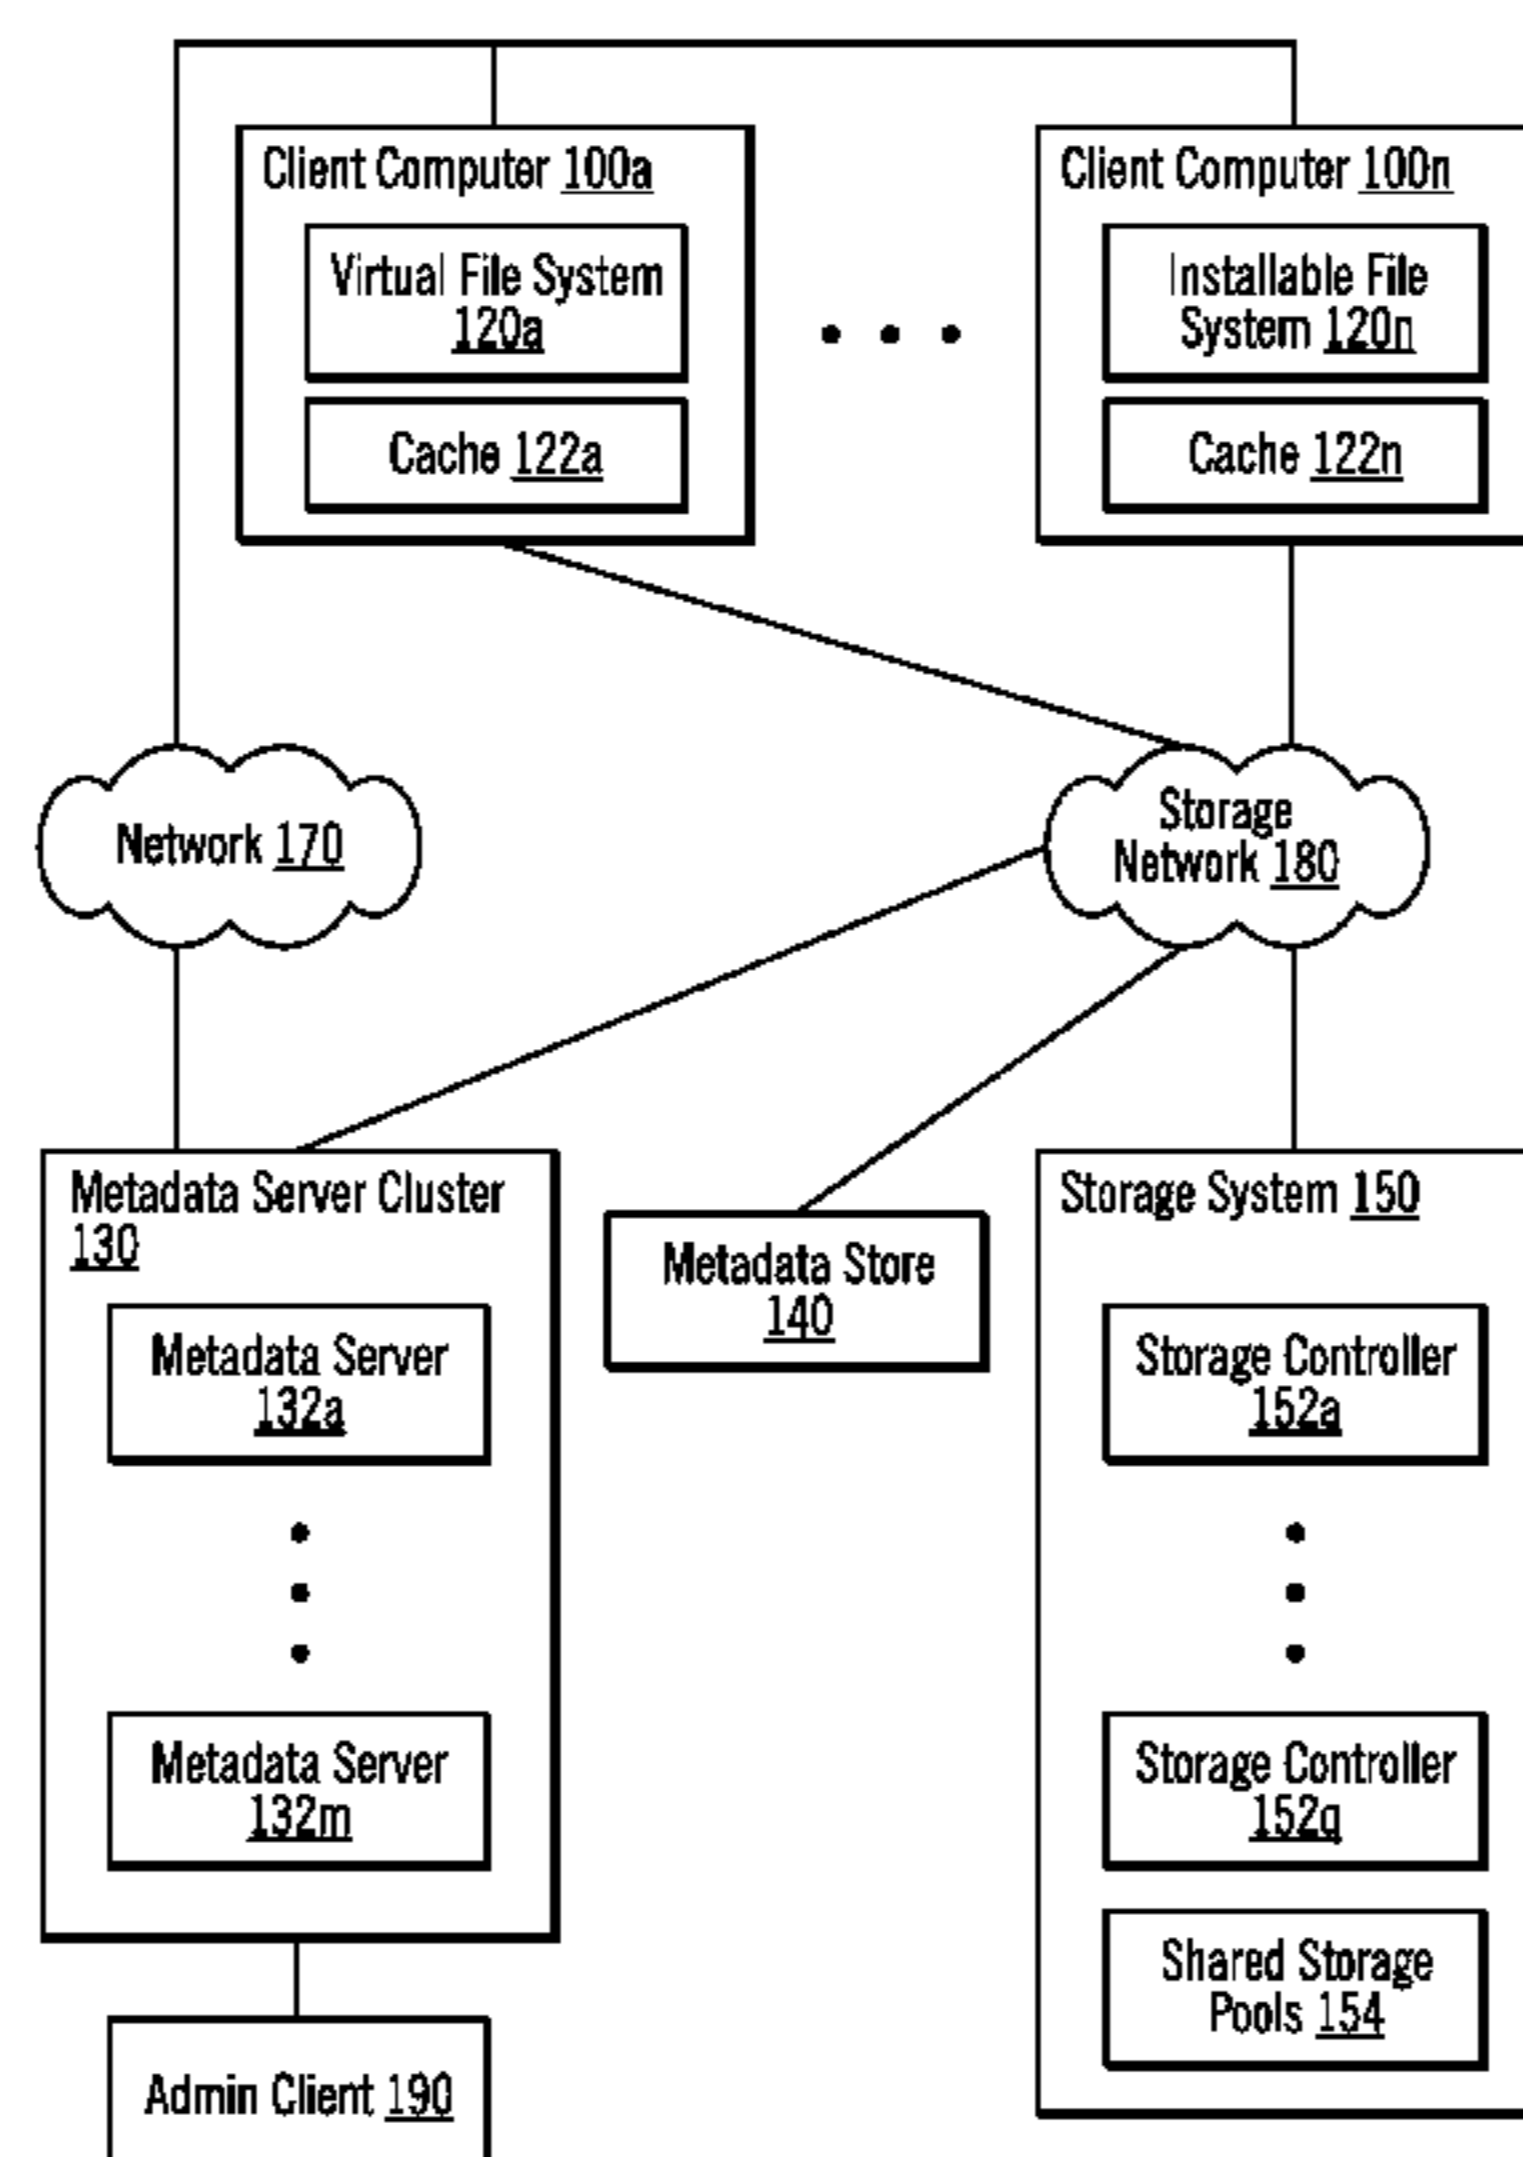 Client Computer 100a
Virtual File System
120a
Cache 122a
Client Computer 100n
Installable File
System 120n
Cache 122n
Network 170
Storage
Network 180
Metadata Server Cluster
130
Metadata Server
132a
Metadata Server
132m
Metadata Store
140
Storage System 150
Storage Controller
152a
Storage Controller
152q
Shared Storage
Pools 154
Admin Client 190